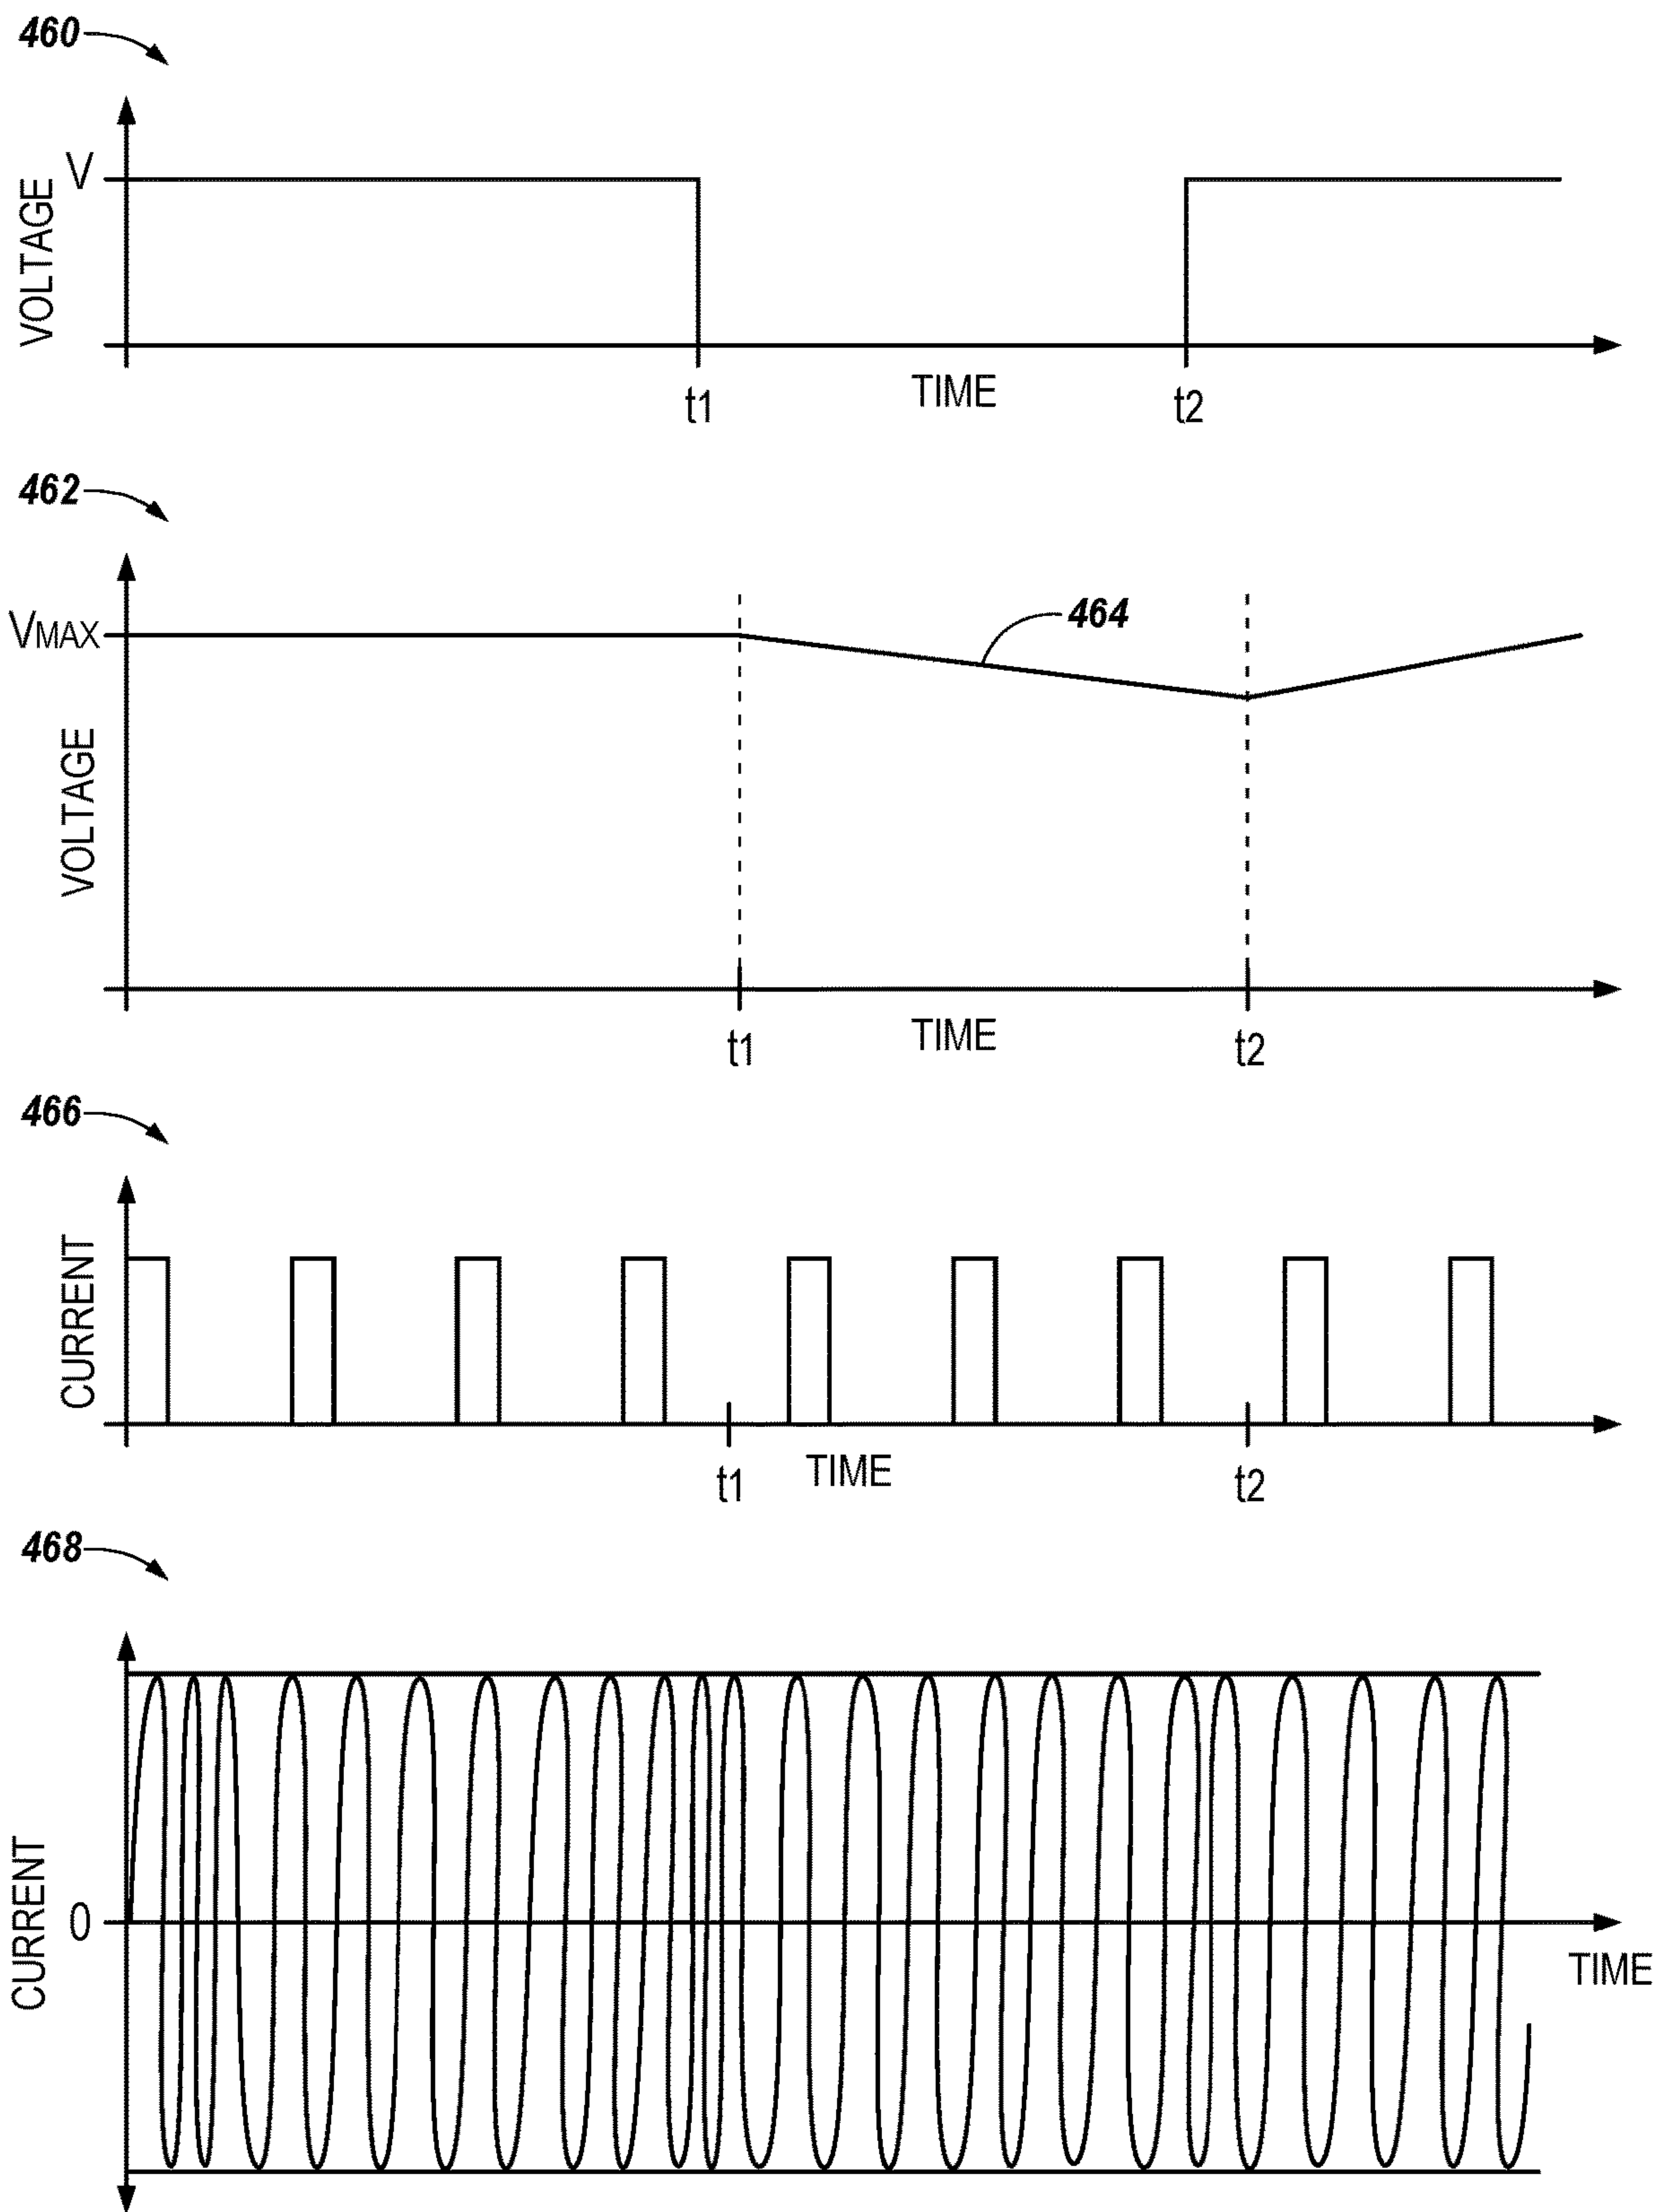 460
V
VOLTAGE
t1
TIME
t2
462
VMAX
464
VOLTAGE
t1
TIME
t2
466
CURRENT
t1
TIME
t2
468
CURRENT
0
TIME